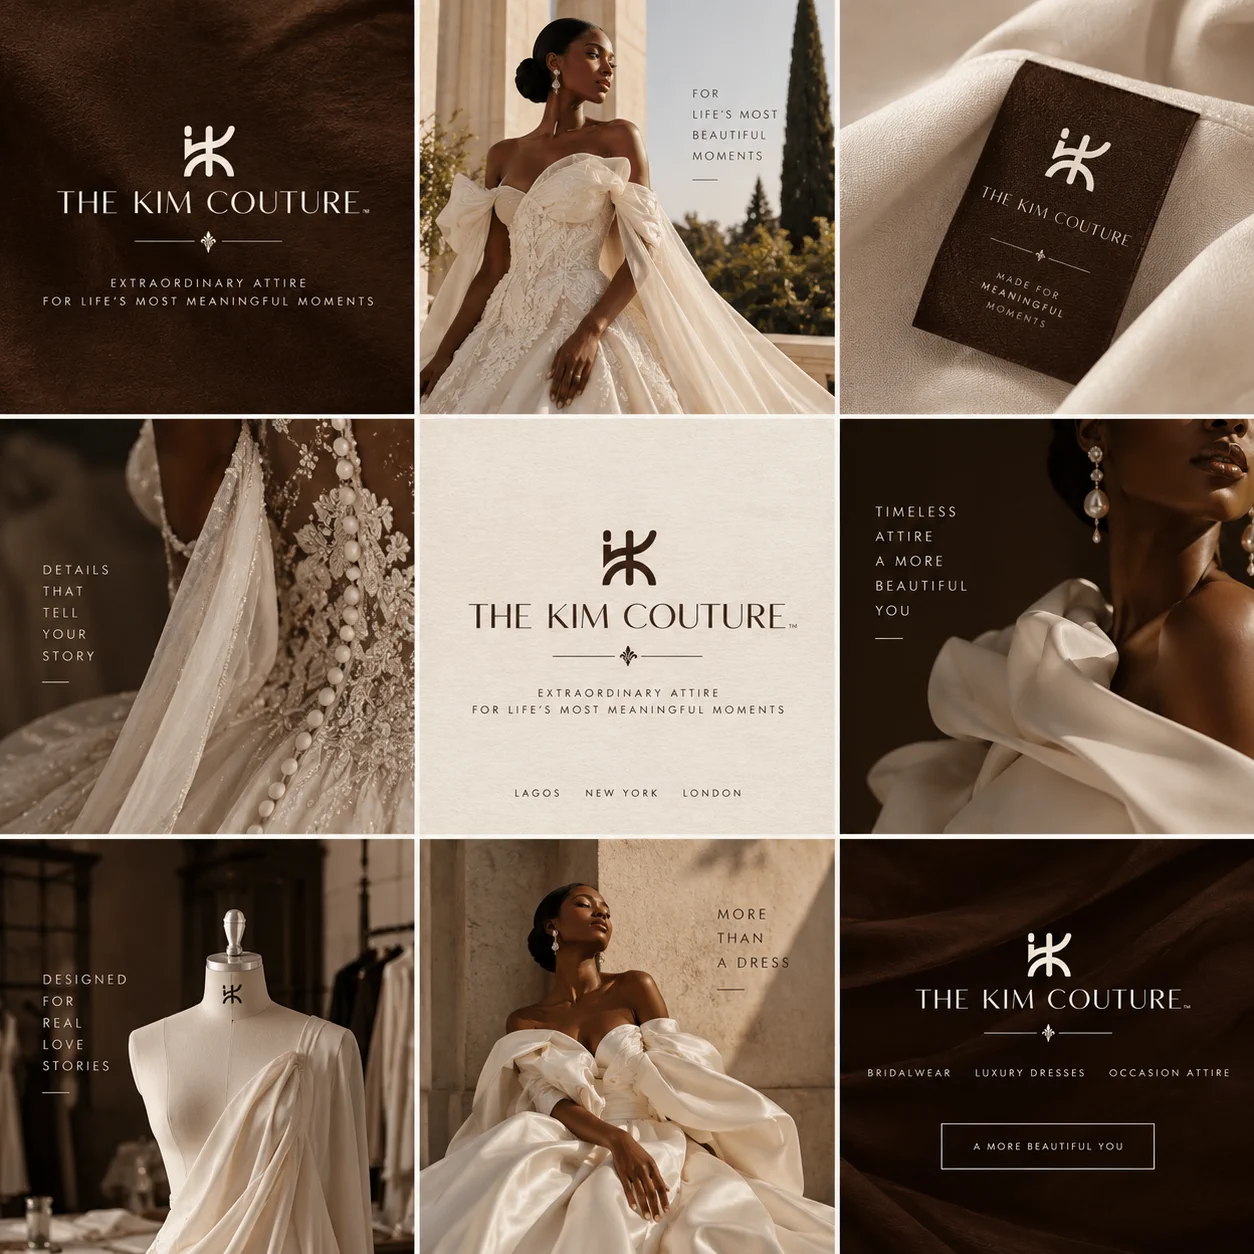 THE KIM COUTURE™
EXTRAORDINARY ATTIRE
FOR LIFE'S MOST MEANINGFUL MOMENTS
FOR
LIFE'S MOST
BEAUTIFUL
MOMENTS
THE KIM COUTURE
MADE FOR
MEANINGFUL
MOMENTS
DETAILS
THAT
TELL
YOUR
STORY
THE KIM COUTURE™
EXTRAORDINARY ATTIRE
FOR LIFE'S MOST MEANINGFUL MOMENTS
LAGOS NEW YORK LONDON
TIMELESS
ATTIRE
A MORE
BEAUTIFUL
YOU
DESIGNED
FOR
REAL
LOVE
STORIES
MORE
THAN
A DRESS
THE KIM COUTURE™
BRIDALWEAR LUXURY DRESSES OCCASION ATTIRE
A MORE BEAUTIFUL YOU